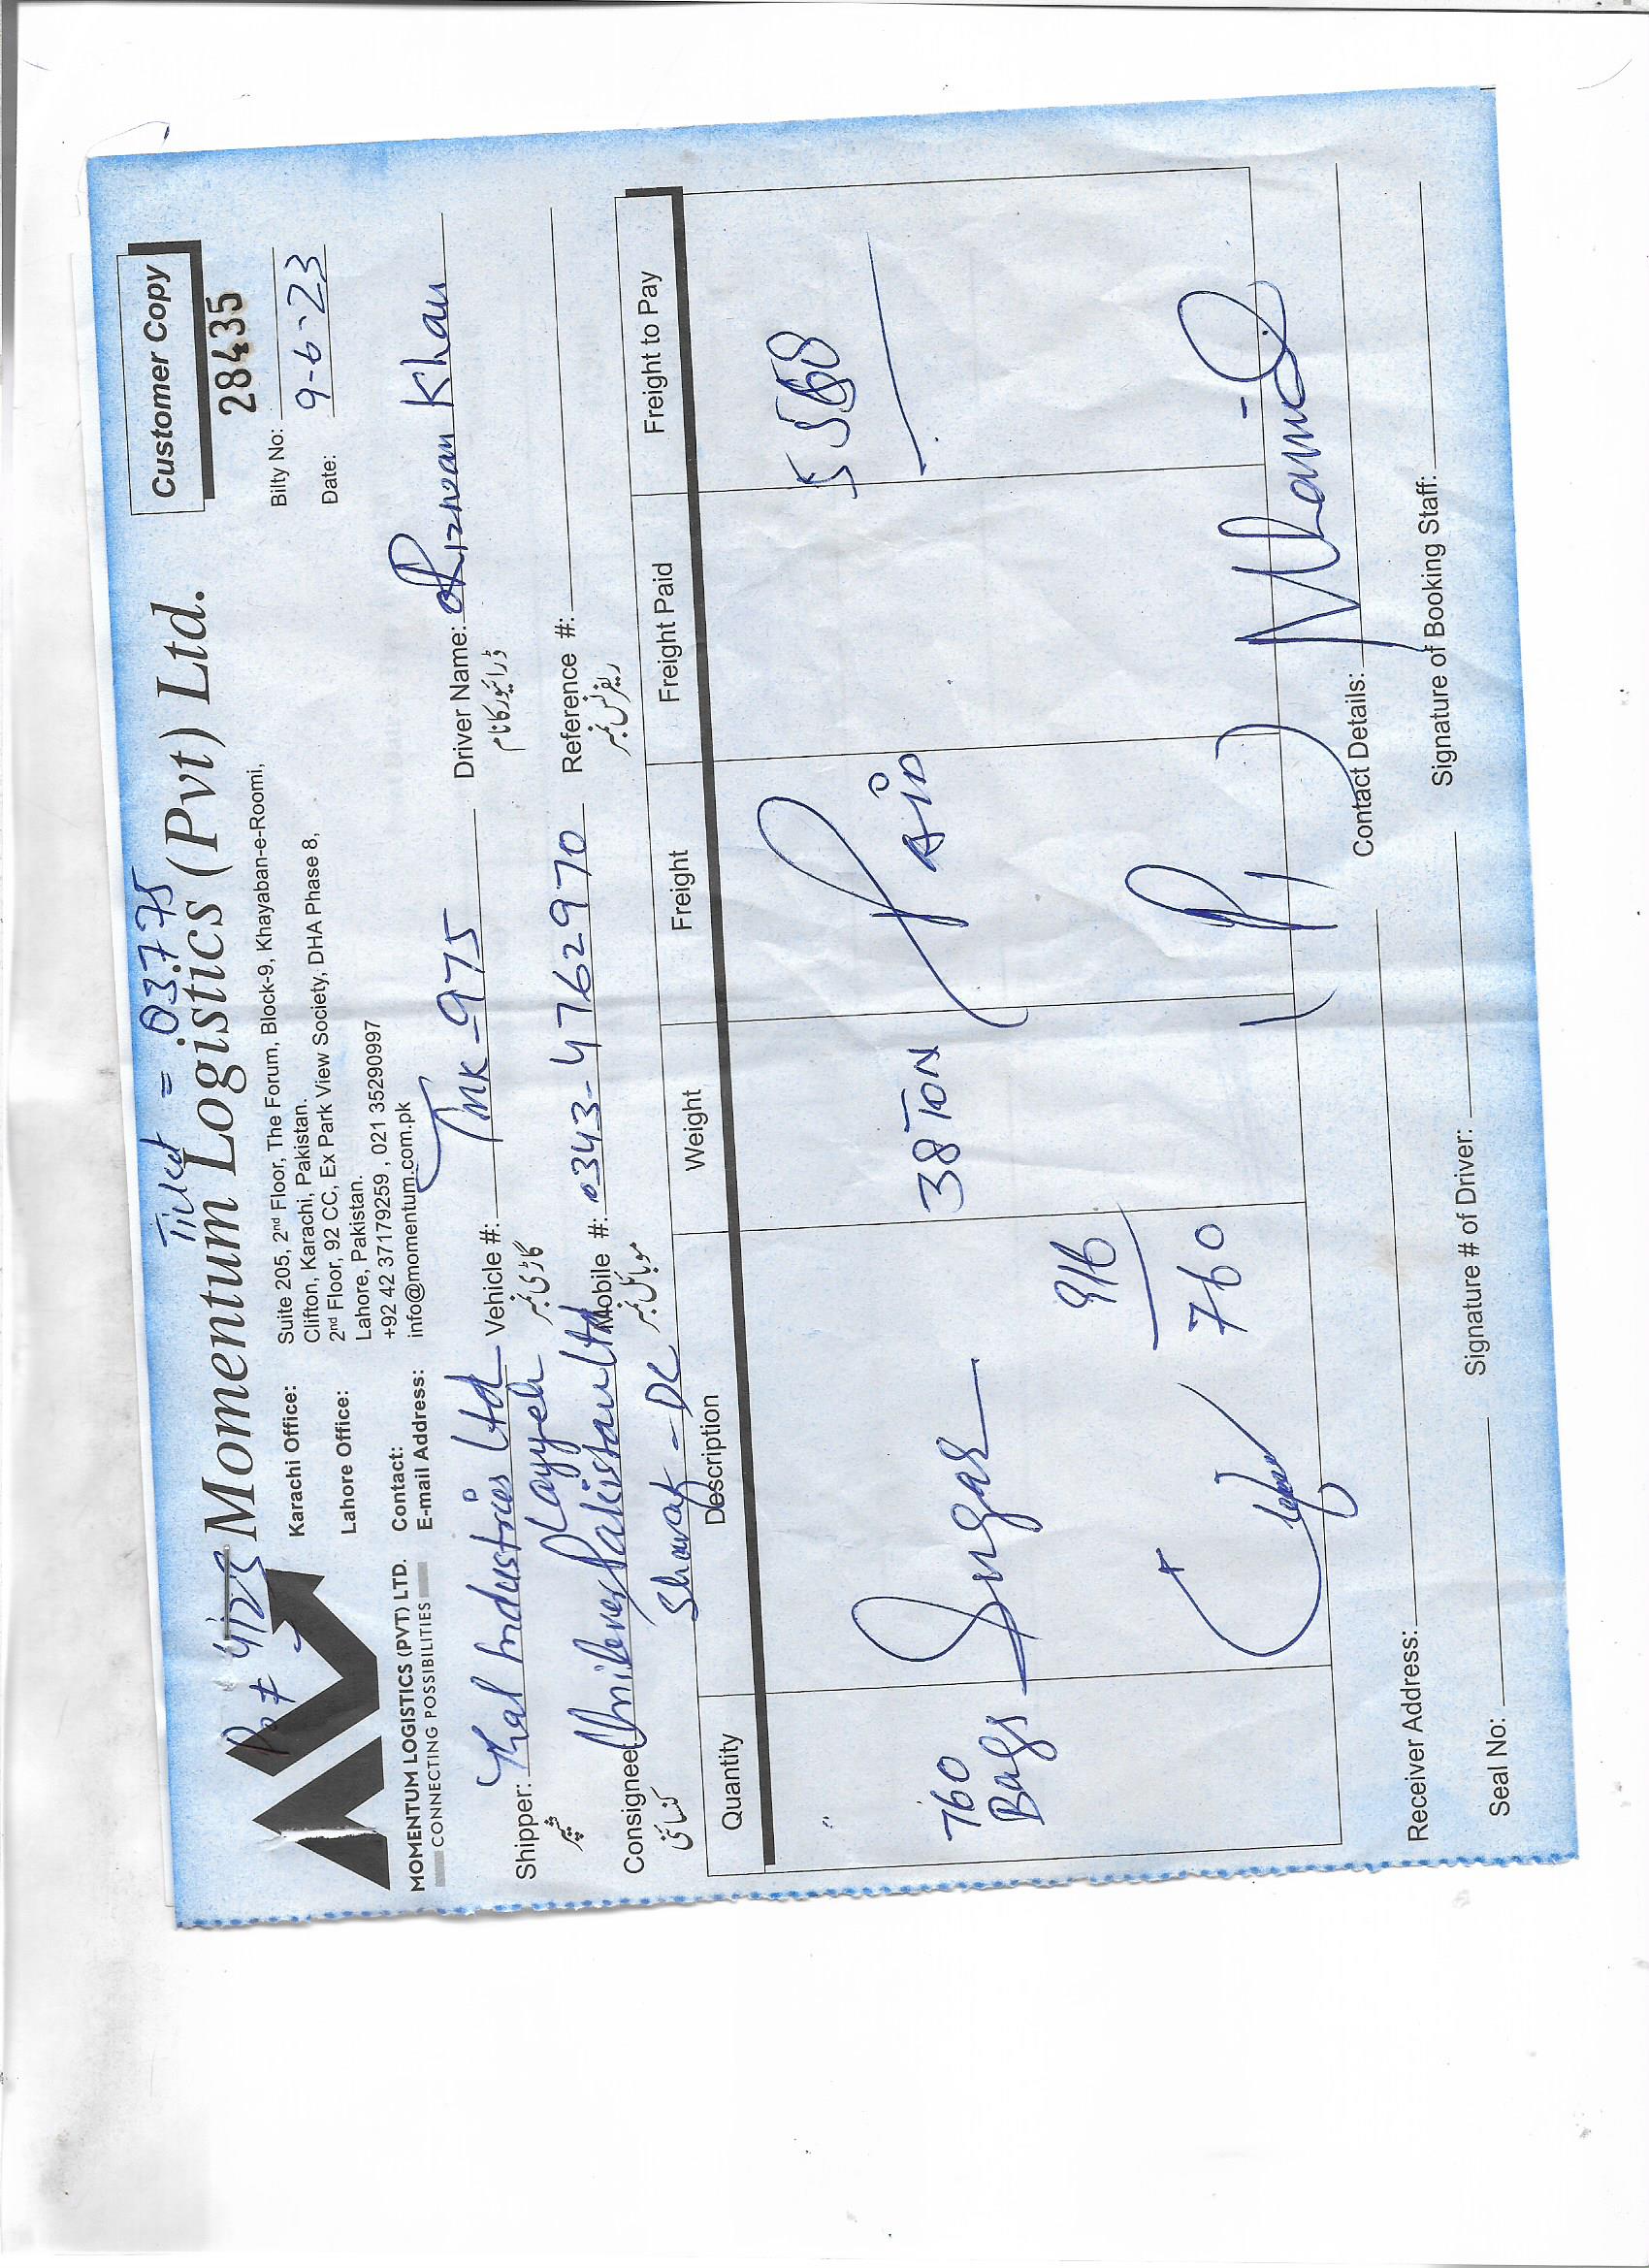 Customer Copy
= 03775
Momentum Logistics (Pvt) Ltd.
28435
Bilty No:
Date: 9-6-23
Karachi Office: Suite 205, 2nd Floor, The Forum, Block-9, Khayaban-e-Roomi,
Clifton, Karachi, Pakistan.
Lahore Office: 2nd Floor, 92 CC, Ex Park View Society, DHA Phase 8,
Lahore, Pakistan.
Contact: +92 42 37179259 , 021 35290997
E-mail Address: info@momentum.com.pk
MOMENTUM LOGISTICS (PVT) LTD.
CONNECTING POSSIBILITIES
Shipper: Thal Industries Ltd Vehicle #: TMK-975 Driver Name: Rizwan Khan
شپر گاڑی نمبر ڈرائیور کا نام
Layyah
Consignee Unilever Pakistan Ltd Mobile #: 0343-4762970 Reference #:
کنسائنی موبائل نمبر ریفرنس نمبر
Sharaf - DC
Quantity Description Weight Freight Freight Paid Freight to Pay
760 Bags Sugar 38 TON Paid
916
760
Receiver Address: Contact Details:
Seal No: Signature # of Driver: Signature of Booking Staff: